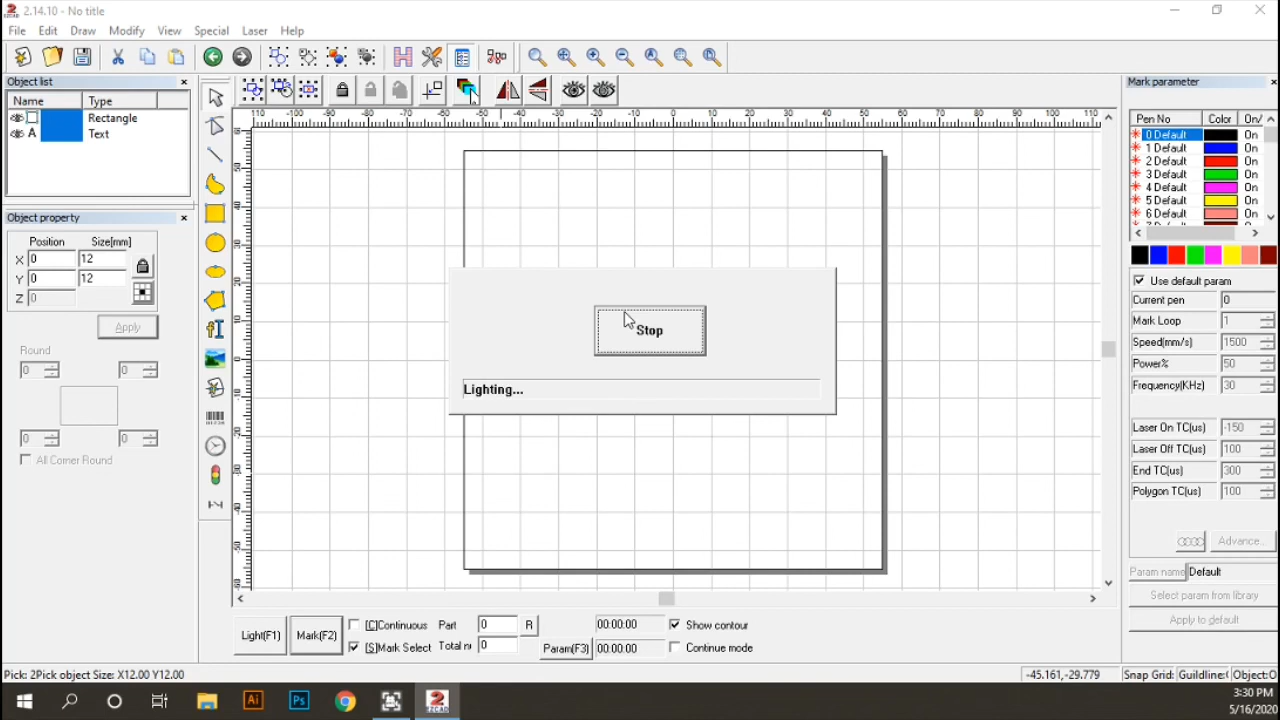 2.14.10 - No title
File Edit Draw Modify View Special Laser Help
Object list
Name Type
Rectangle
A Text
Object property
Position Size[mm]
X 0 12
Y 0 12
Z 0
Apply
Round
0 0
0 0
All Corner Round
Stop
Lighting...
Mark parameter
Pen No Color On/
0 Default On
1 Default On
2 Default On
3 Default On
4 Default On
5 Default On
6 Default On
Use default param
Current pen 0
Mark Loop 1
Speed(mm/s) 1500
Power% 50
Frequency(KHz) 30
Laser On TC(us) -150
Laser Off TC(us) 100
End TC(us) 300
Polygon TC(us) 100
Advance..
Param name Default
Select param from library
Apply to default
Light(F1) Mark(F2) [C]Continuous Part 0 R 00:00:00 Show contour
[S]Mark Select Total nu 0 Param(F3) 00:00:00 Continue mode
Pick: 2Pick object Size: X12.00 Y12.00 -45.161,-29.779 Snap Grid: Guildline:( Object:O
Ai Ps
3:30 PM
5/16/2020